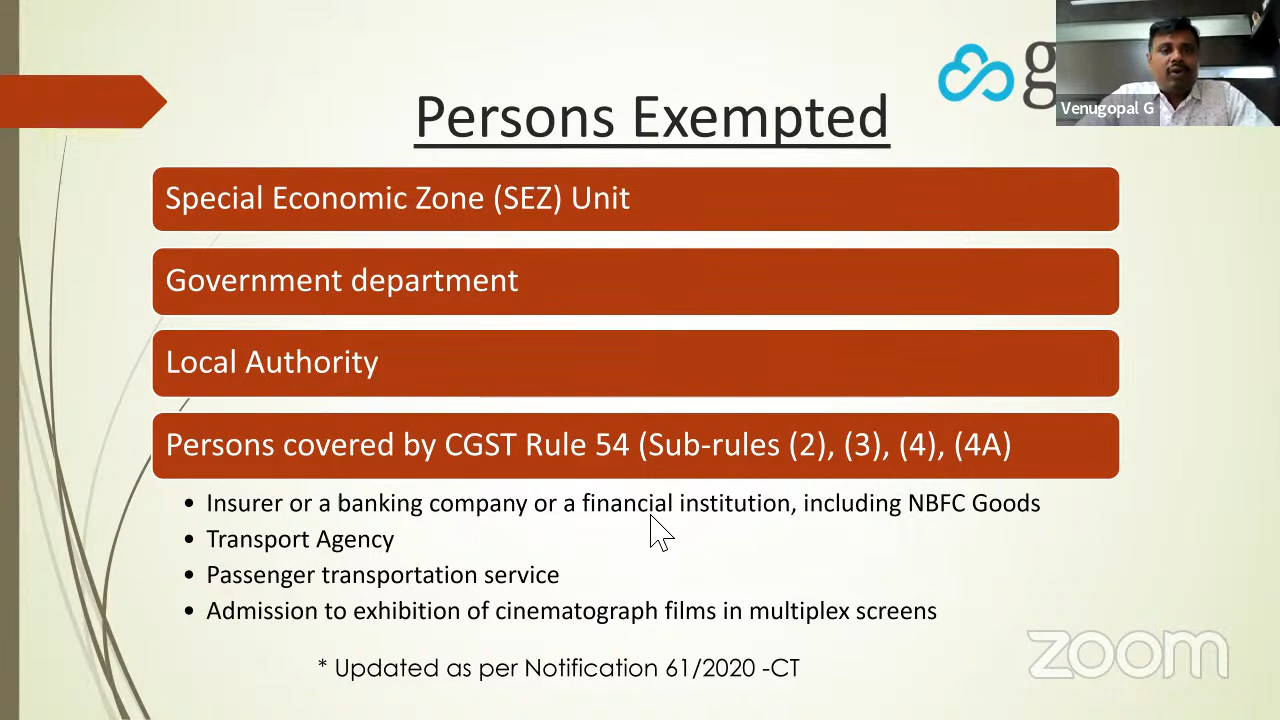 g
Venugopal G
Persons Exempted
Special Economic Zone (SEZ) Unit
Government department
Local Authority
Persons covered by CGST Rule 54 (Sub-rules (2), (3), (4), (4A)
• Insurer or a banking company or a financial institution, including NBFC Goods
• Transport Agency
• Passenger transportation service
• Admission to exhibition of cinematograph films in multiplex screens
* Updated as per Notification 61/2020 -CT
zoom